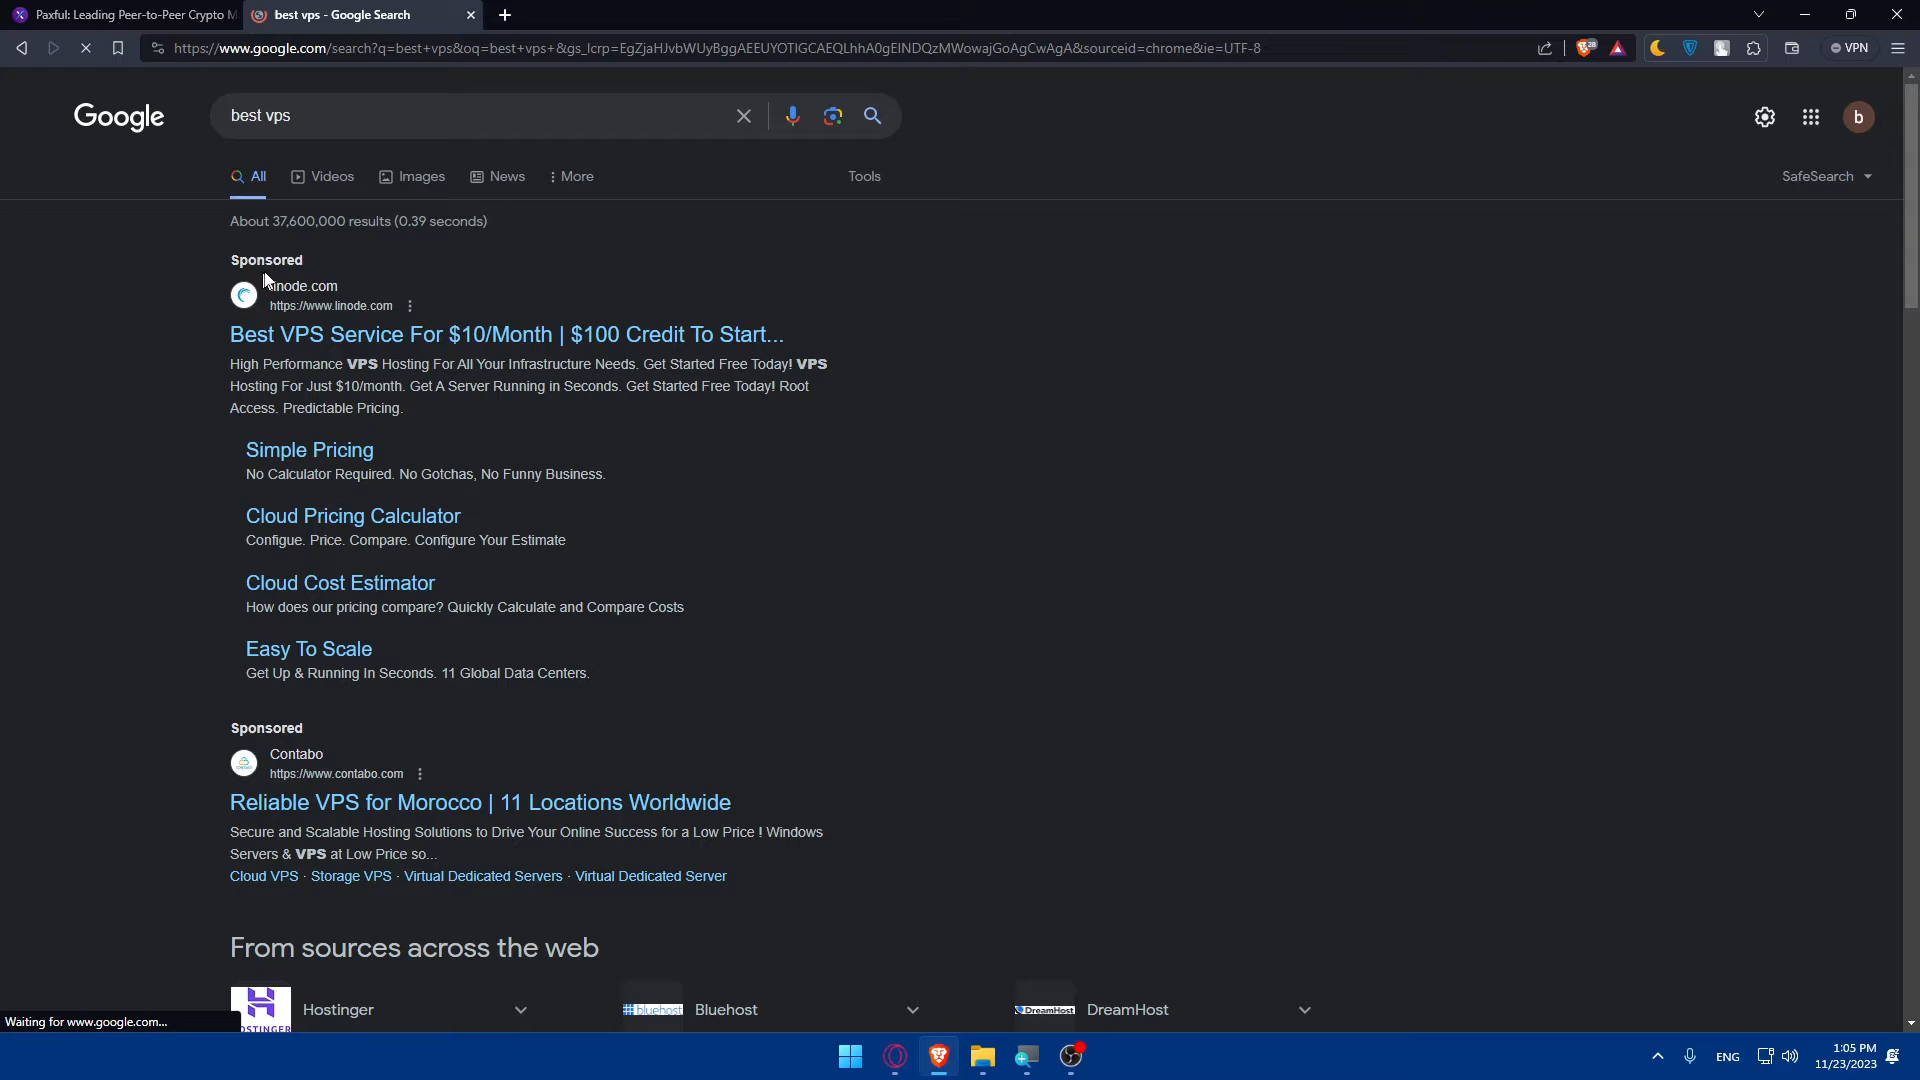 Paxful: Leading Peer-to-Peer Crypto M
best vps - Google Search
https://www.google.com/search?q=best+vps&oq=best+vps+&gs_lcrp=EgZjaHJvbWUyBggAEEUYOTIGCAEQLhhA0gEINDQzMWowajGoAgCwAgA&sourceid=chrome&ie=UTF-8
28
VPN
Google
best vps
b
All
Videos
Images
News
More
Tools
SafeSearch
About 37,600,000 results (0.39 seconds)
Sponsored
linode.com
https://www.linode.com
Best VPS Service For $10/Month | $100 Credit To Start...
High Performance VPS Hosting For All Your Infrastructure Needs. Get Started Free Today! VPS
Hosting For Just $10/month. Get A Server Running in Seconds. Get Started Free Today! Root
Access. Predictable Pricing.
Simple Pricing
No Calculator Required. No Gotchas, No Funny Business.
Cloud Pricing Calculator
Configue. Price. Compare. Configure Your Estimate
Cloud Cost Estimator
How does our pricing compare? Quickly Calculate and Compare Costs
Easy To Scale
Get Up & Running In Seconds. 11 Global Data Centers.
Sponsored
Contabo
https://www.contabo.com
Reliable VPS for Morocco | 11 Locations Worldwide
Secure and Scalable Hosting Solutions to Drive Your Online Success for a Low Price ! Windows
Servers & VPS at Low Price so...
Cloud VPS · Storage VPS · Virtual Dedicated Servers · Virtual Dedicated Server
From sources across the web
Hostinger
bluehost
Bluehost
DreamHost
DreamHost
Waiting for www.google.com...
ENG
1:05 PM
11/23/2023